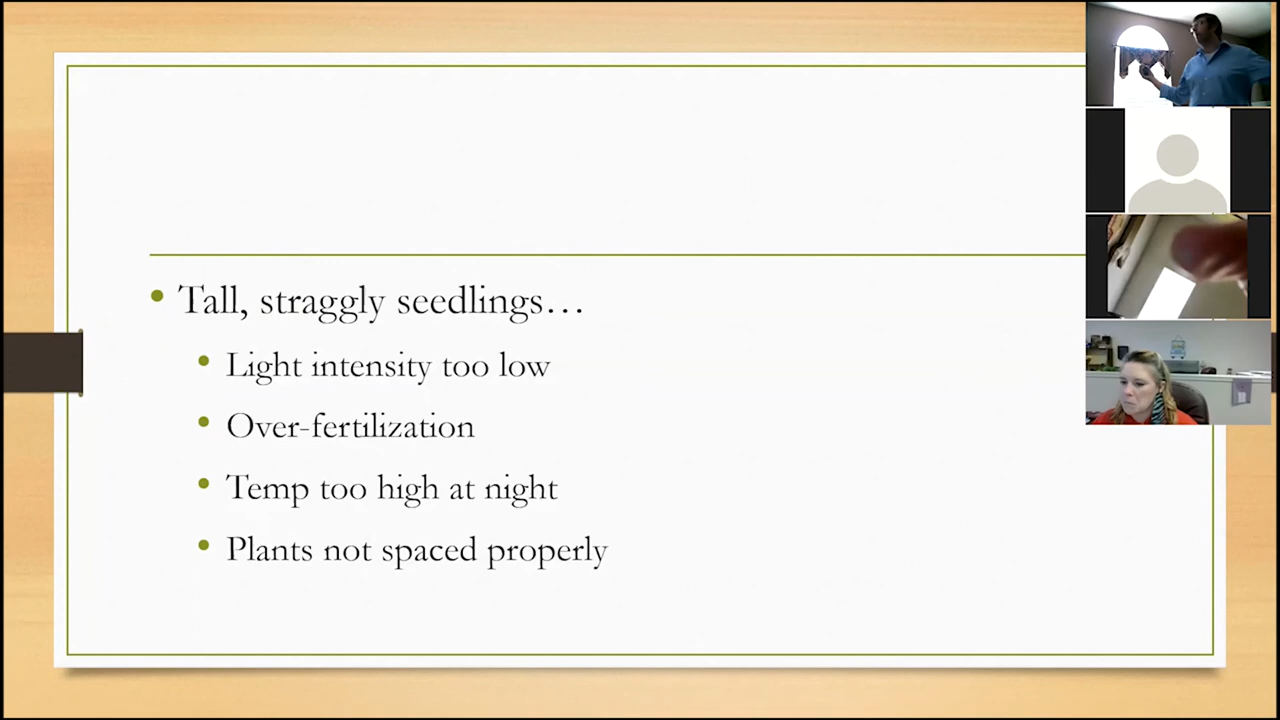 Tall, straggly seedlings…
Light intensity too low
Over-fertilization
Temp too high at night
Plants not spaced properly